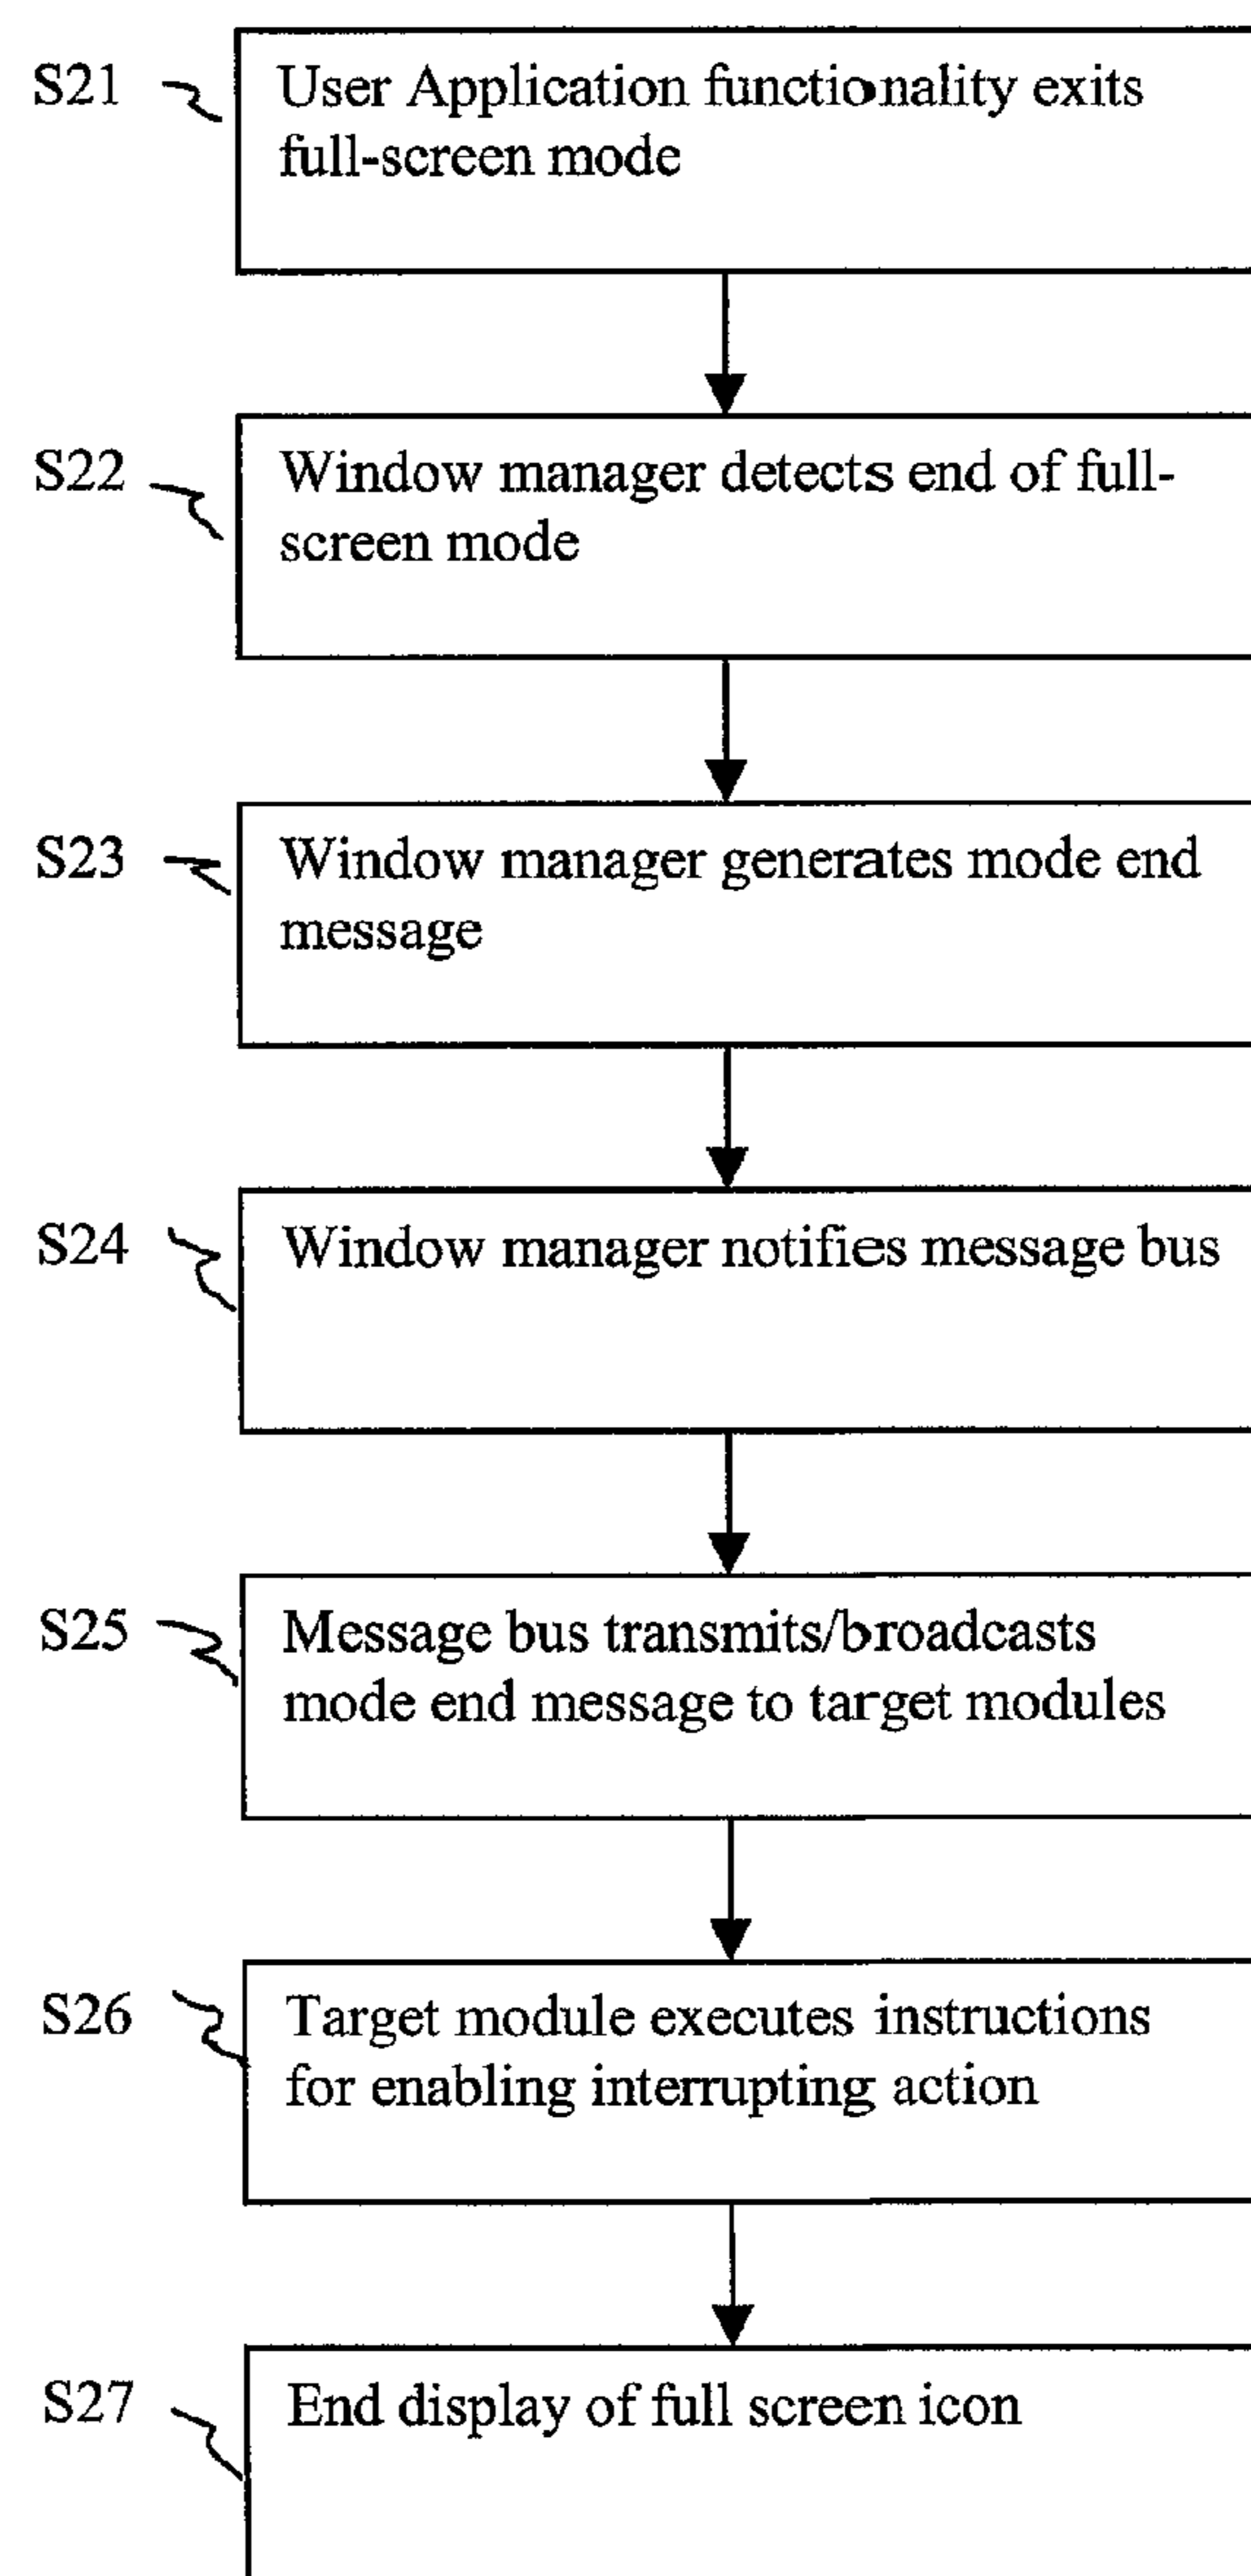 S21
User Application functionality exits
full-screen mode
S22
Window manager detects end of full-
screen mode
S23
Window manager generates mode end
message
S24
Window manager notifies message bus
S25
Message bus transmits/broadcasts
mode end message to target modules
S26
Target module executes instructions
for enabling interrupting action
S27
End display of full screen icon